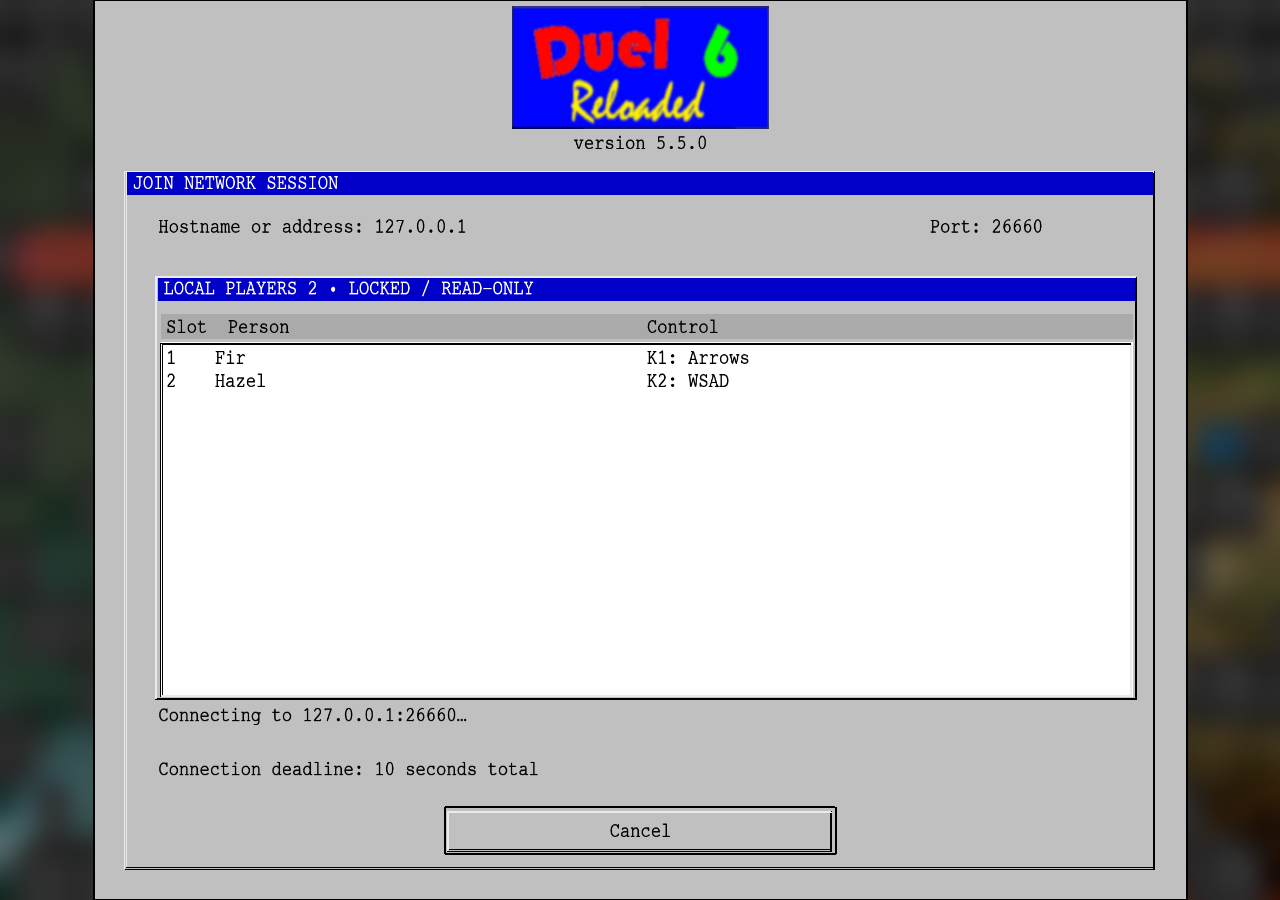 Duel 6
Reloaded
version 5.5.0
JOIN NETWORK SESSION
Hostname or address: 127.0.0.1 Port: 26660
LOCAL PLAYERS 2 • LOCKED / READ-ONLY
Slot Person Control
1 Fir K1: Arrows
2 Hazel K2: WSAD
Connecting to 127.0.0.1:26660…
Connection deadline: 10 seconds total
Cancel